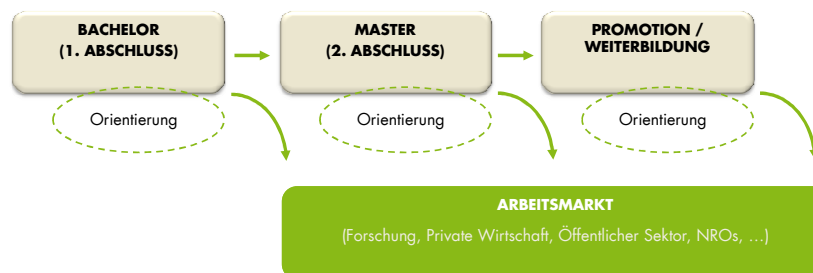 BACHELOR
(1. ABSCHLUSS)
MASTER
(2. ABSCHLUSS)
PROMOTION /
WEITERBILDUNG
Orientierung
Orientierung
Orientierung
ARBEITSMARKT
(Forschung, Private Wirtschaft, Öffentlicher Sektor, NROs, …)